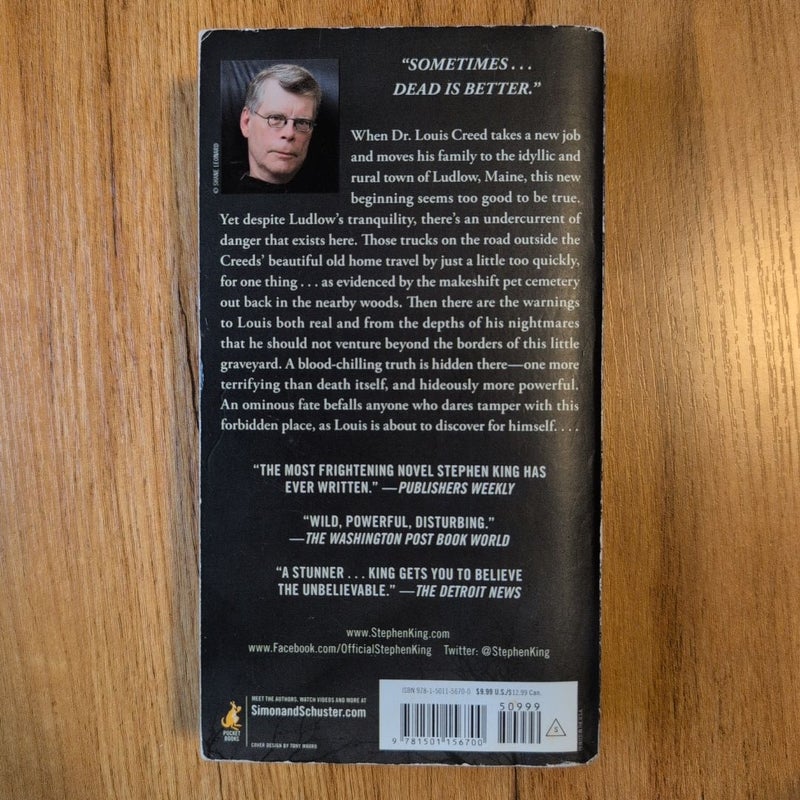 “SOMETIMES . . .
DEAD IS BETTER.”
© SHANE LEONARD
When Dr. Louis Creed takes a new job
and moves his family to the idyllic and
rural town of Ludlow, Maine, this new
beginning seems too good to be true.
Yet despite Ludlow’s tranquility, there’s an undercurrent of
danger that exists here. Those trucks on the road outside the
Creeds’ beautiful old home travel by just a little too quickly,
for one thing . . . as evidenced by the makeshift pet cemetery
out back in the nearby woods. Then there are the warnings
to Louis both real and from the depths of his nightmares
that he should not venture beyond the borders of this little
graveyard. A blood-chilling truth is hidden there—one more
terrifying than death itself, and hideously more powerful.
An ominous fate befalls anyone who dares tamper with this
forbidden place, as Louis is about to discover for himself. . . .
“THE MOST FRIGHTENING NOVEL STEPHEN KING HAS
EVER WRITTEN.” —PUBLISHERS WEEKLY
“WILD, POWERFUL, DISTURBING.”
—THE WASHINGTON POST BOOK WORLD
“A STUNNER . . . KING GETS YOU TO BELIEVE
THE UNBELIEVABLE.” —THE DETROIT NEWS
www.StephenKing.com
www.Facebook.com/OfficialStephenKing Twitter: @StephenKing
POCKET
BOOKS
MEET THE AUTHORS, WATCH VIDEOS AND MORE AT
SimonandSchuster.com
COVER DESIGN BY TONY MAURO
ISBN 978-1-5011-5670-0 $9.99 U.S./$12.99 Can.
50999
9 781501 156700
S